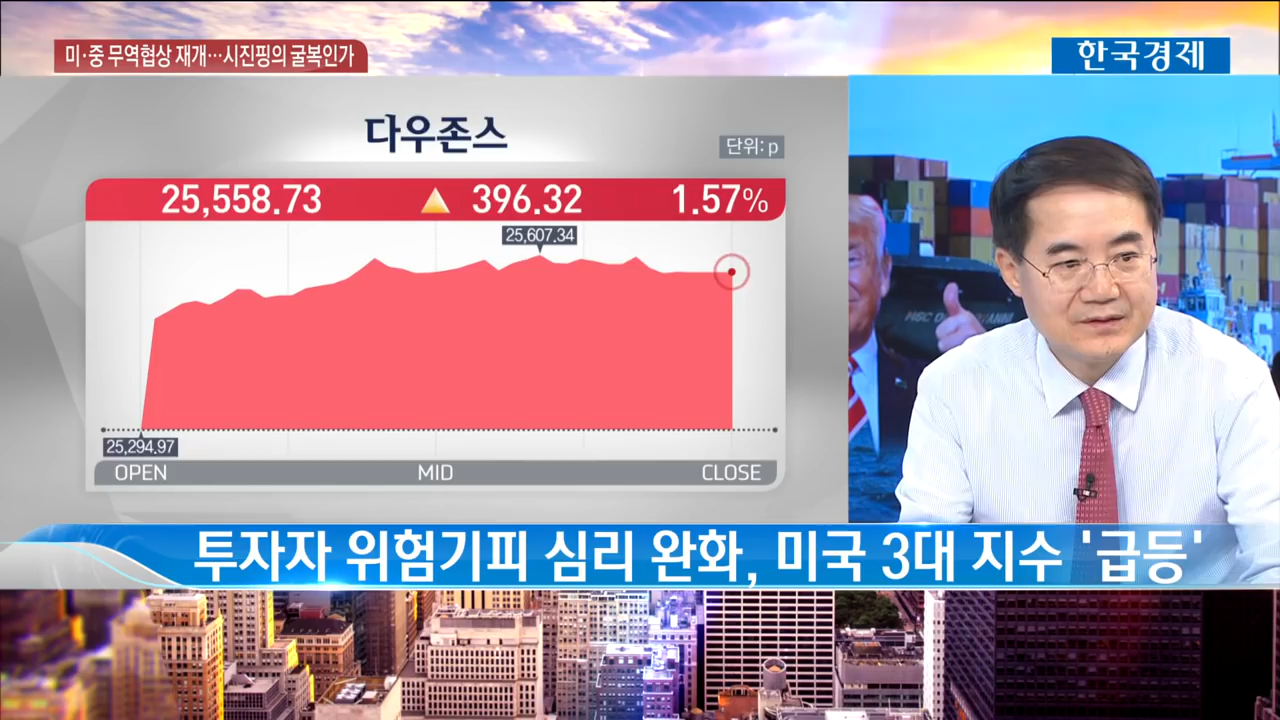 미·중 무역협상 재개…시진핑의 굴복인가
한국경제
다우존스
단위: p
25,558.73 ▲ 396.32 1.57%
25,607.34
25,294.97
OPEN MID CLOSE
투자자 위험기피 심리 완화, 미국 3대 지수 '급등'